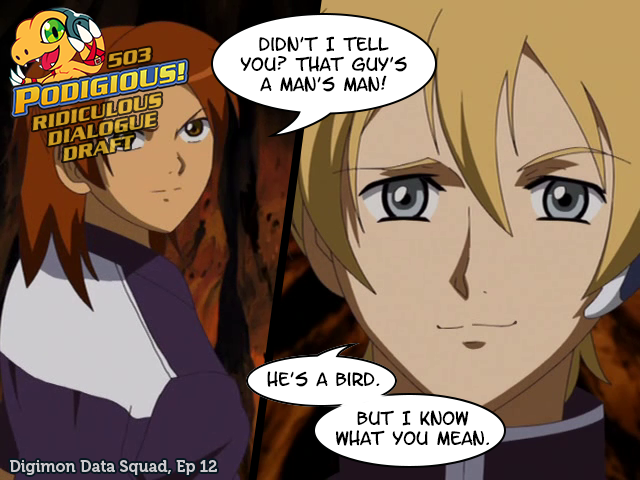 503
PODIGIOUS!
RIDICULOUS
DIALOGUE
DRAFT
DIDN'T I TELL
YOU? THAT GUY'S
A MAN'S MAN!
HE'S A BIRD.
BUT I KNOW
WHAT YOU MEAN.
Digimon Data Squad, Ep 12